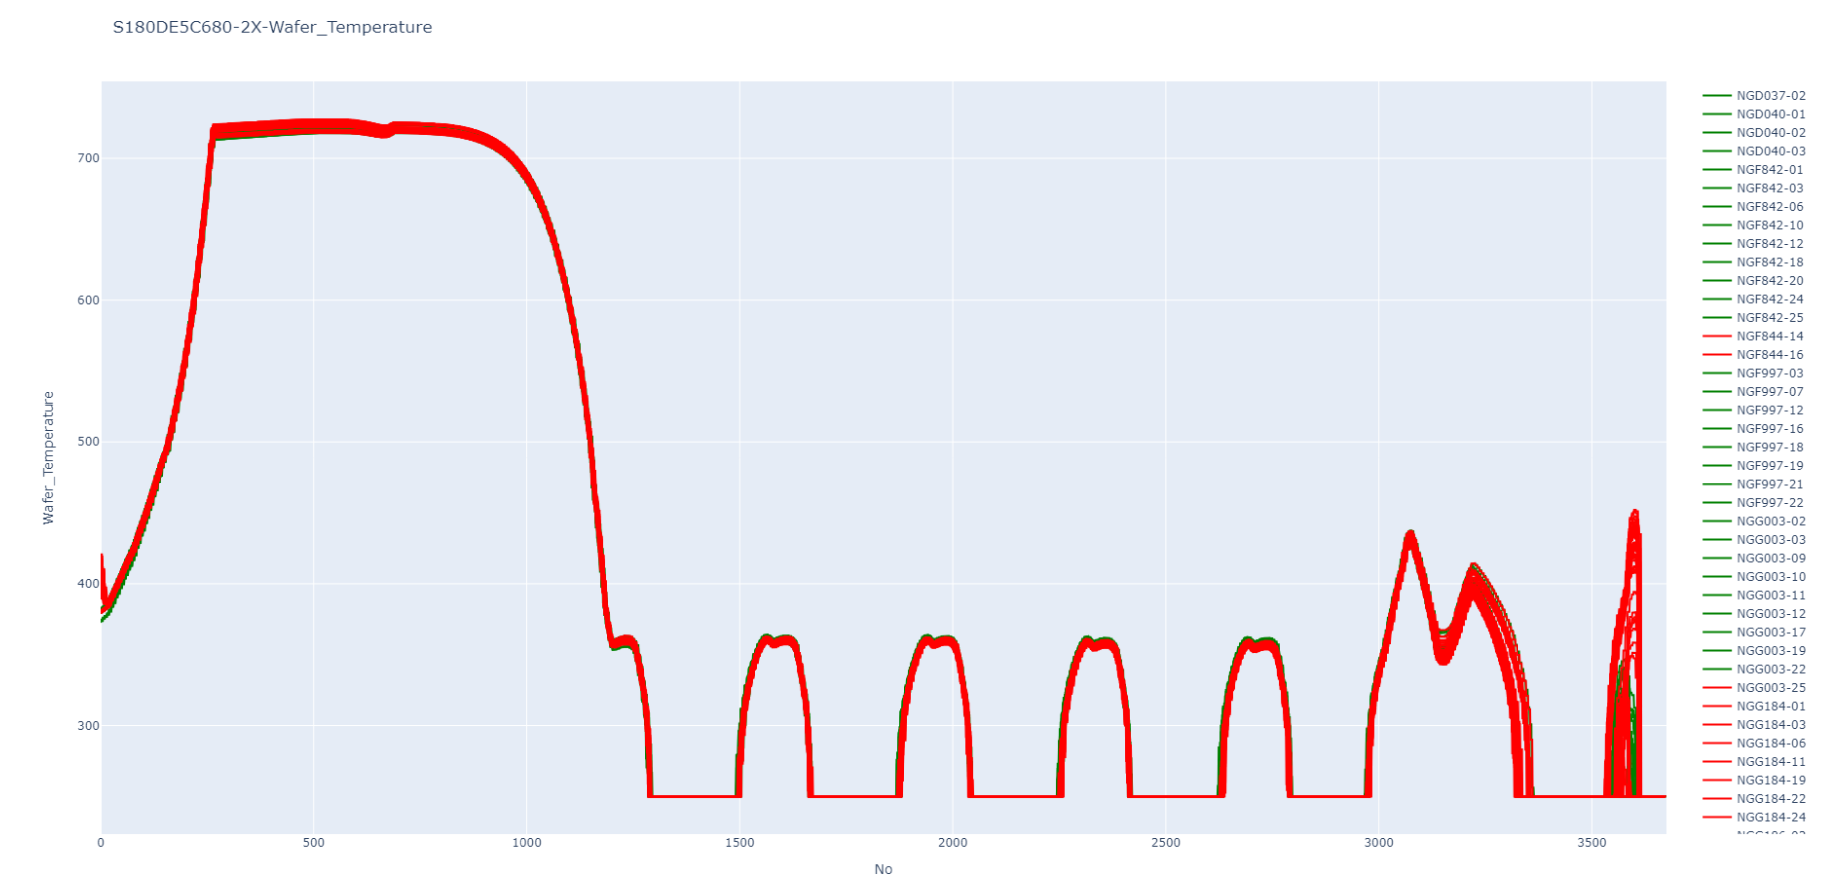 S180DE5C680-2X-Wafer_Temperature
Wafer_Temperature
700
600
500
400
300
0
500
1000
1500
2000
2500
3000
3500
No
NGD037-02
NGD040-01
NGD040-02
NGD040-03
NGF842-01
NGF842-03
NGF842-06
NGF842-10
NGF842-12
NGF842-18
NGF842-20
NGF842-24
NGF842-25
NGF844-14
NGF844-16
NGF997-03
NGF997-07
NGF997-12
NGF997-16
NGF997-18
NGF997-19
NGF997-21
NGF997-22
NGG003-02
NGG003-03
NGG003-09
NGG003-10
NGG003-11
NGG003-12
NGG003-17
NGG003-19
NGG003-22
NGG003-25
NGG184-01
NGG184-03
NGG184-06
NGG184-11
NGG184-19
NGG184-22
NGG184-24